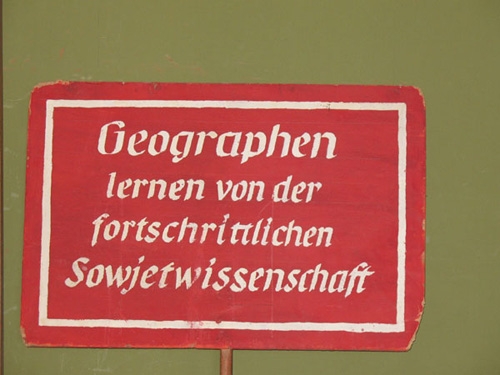 Geographen
lernen von der
fortschrittlichen
Sowjetwissenschaft